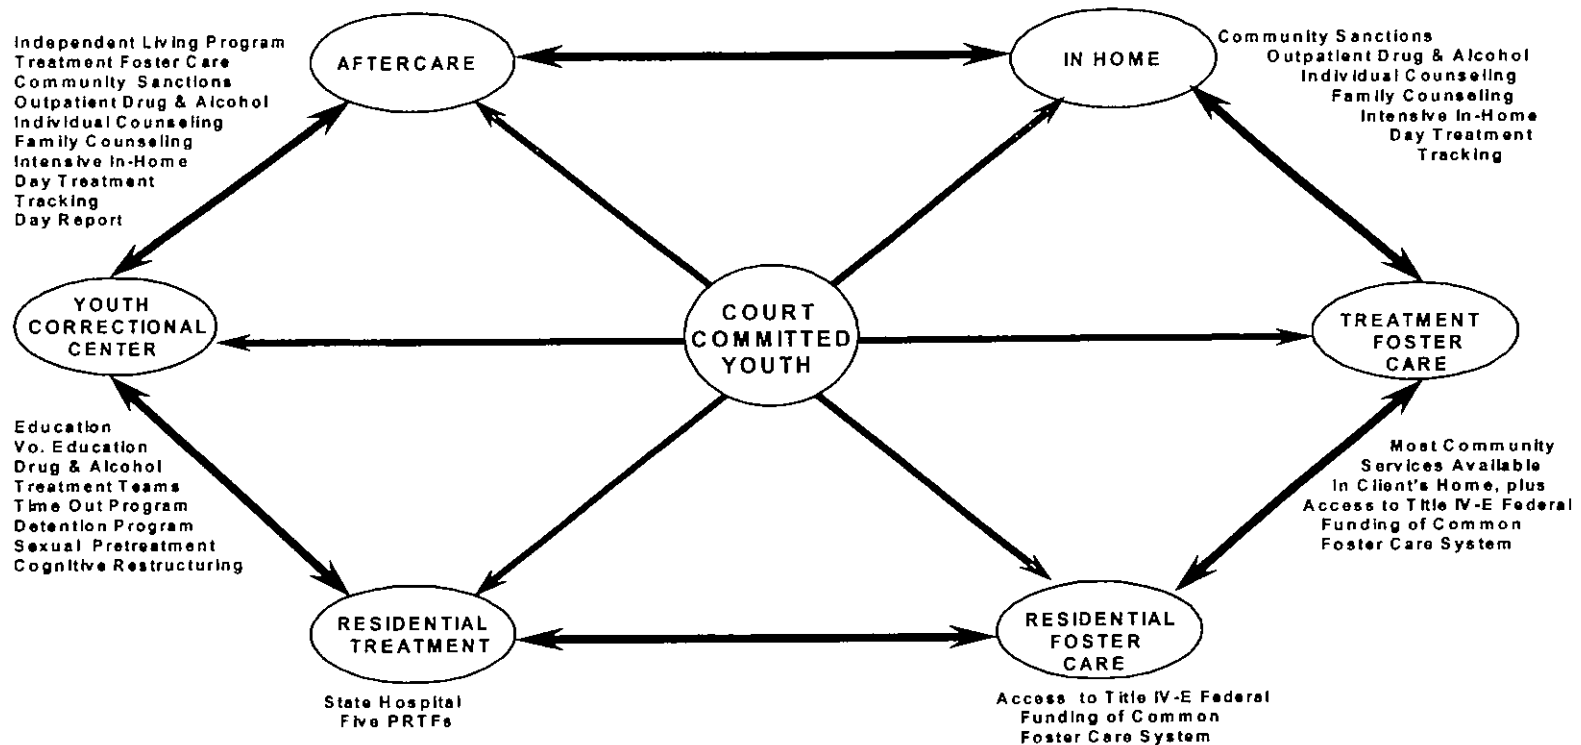 Independent Living Program
Treatment Foster Care
Community Sanctions
Outpatient Drug & Alcohol
Individual Counseling
Family Counseling
Intensive In-Home
Day Treatment
Tracking
Day Report
AFTERCARE
IN HOME
Community Sanctions
Outpatient Drug & Alcohol
Individual Counseling
Family Counseling
Intensive In-Home
Day Treatment
Tracking
YOUTH
CORRECTIONAL
CENTER
COURT
COMMITTED
YOUTH
TREATMENT
FOSTER
CARE
Education
Vo. Education
Drug & Alcohol
Treatment Teams
Time Out Program
Detention Program
Sexual Pretreatment
Cognitive Restructuring
Most Community
Services Available
In Client's Home, plus
Access to Title IV-E Federal
Funding of Common
Foster Care System
RESIDENTIAL
TREATMENT
State Hospital
Five PRTFs
RESIDENTIAL
FOSTER
CARE
Access to Title IV-E Federal
Funding of Common
Foster Care System